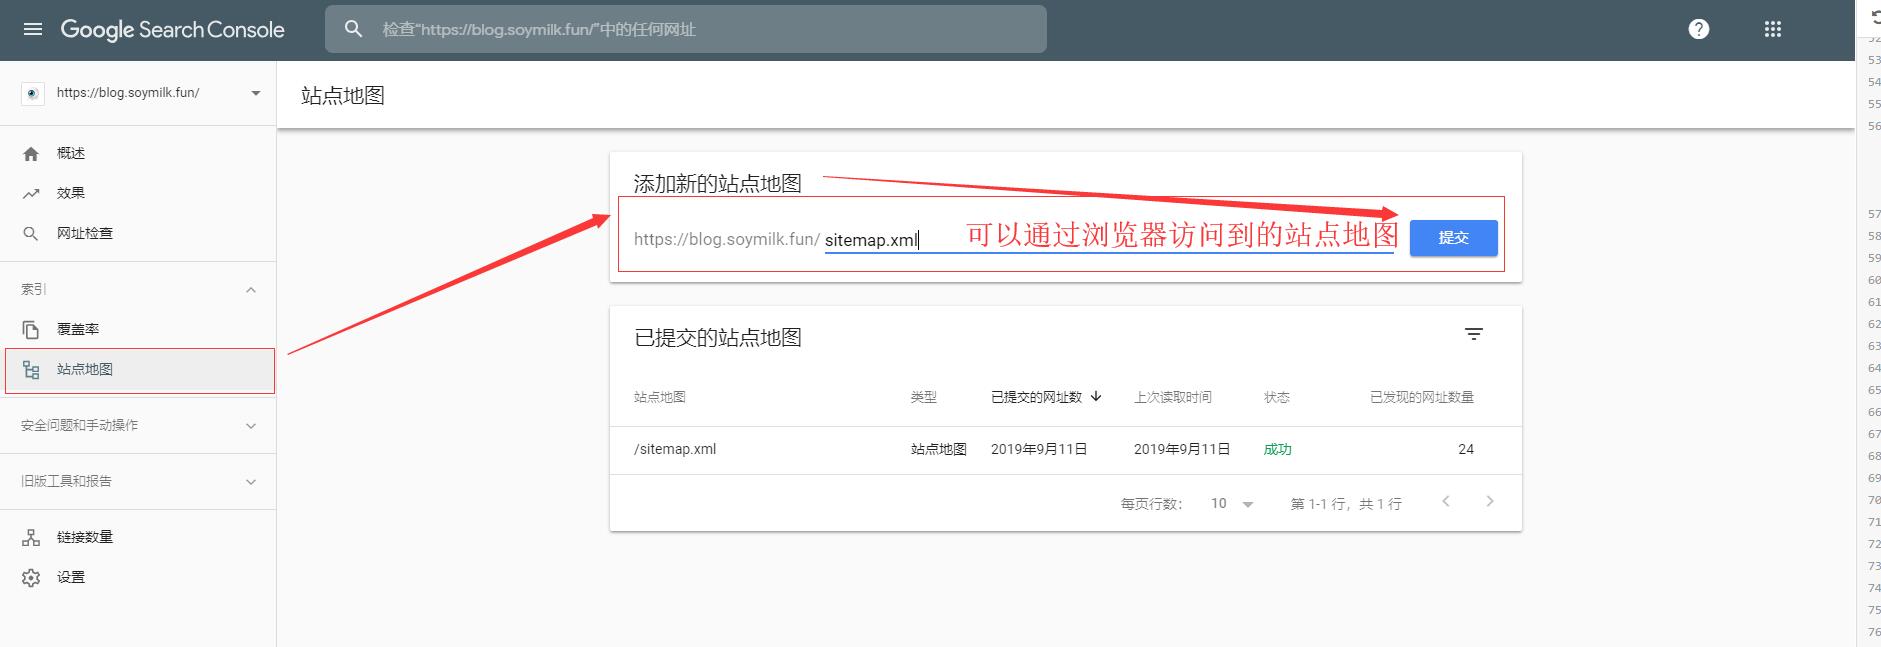 Google Search Console
检查“https://blog.soymilk.fun/”中的任何网址
https://blog.soymilk.fun/
概述
效果
网址检查
索引
覆盖率
站点地图
安全问题和手动操作
旧版工具和报告
链接数量
设置
站点地图
添加新的站点地图
https://blog.soymilk.fun/ sitemap.xml 可以通过浏览器访问到的站点地图 提交
已提交的站点地图
站点地图 类型 已提交的网址数 上次读取时间 状态 已发现的网址数量
/sitemap.xml 站点地图 2019年9月11日 2019年9月11日 成功 24
每页行数: 10 第 1-1 行，共 1 行
52
53
54
55
56
57
58
59
60
61
62
63
64
65
66
67
68
69
70
71
72
73
74
75
76